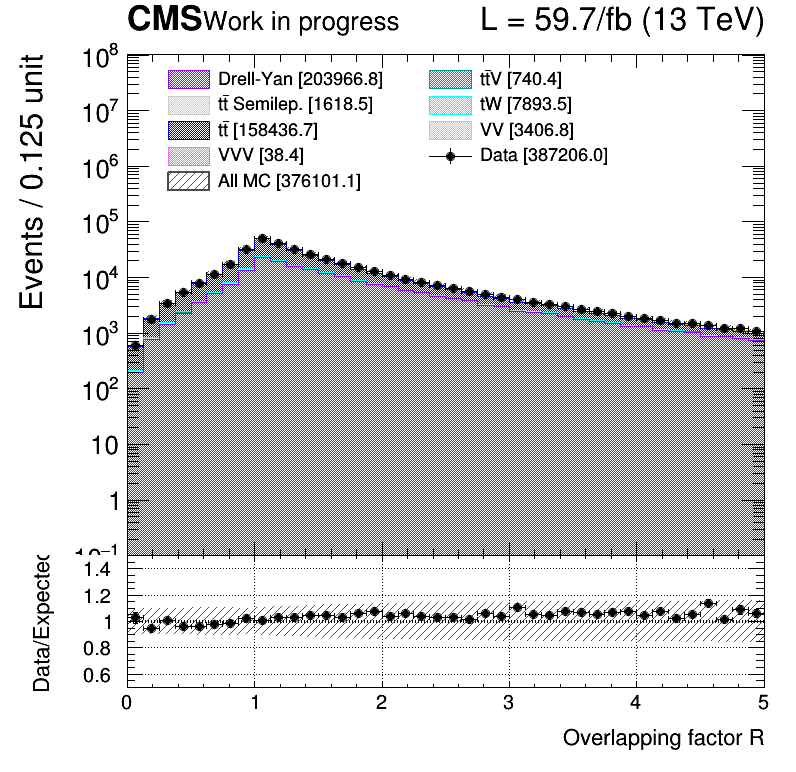 CMS Work in progress L = 59.7/fb (13 TeV)
Events / 0.125 unit
10⁸
10⁷
10⁶
10⁵
10⁴
10³
10²
10
1
10⁻¹
Drell-Yan [203966.8]
tt̄ Semilep. [1618.5]
tt̄ [158436.7]
VVV [38.4]
All MC [376101.1]
tt̄V [740.4]
tW [7893.5]
VV [3406.8]
Data [387206.0]
Data/Expected
1.4
1.2
1
0.8
0.6
0 1 2 3 4 5
Overlapping factor R